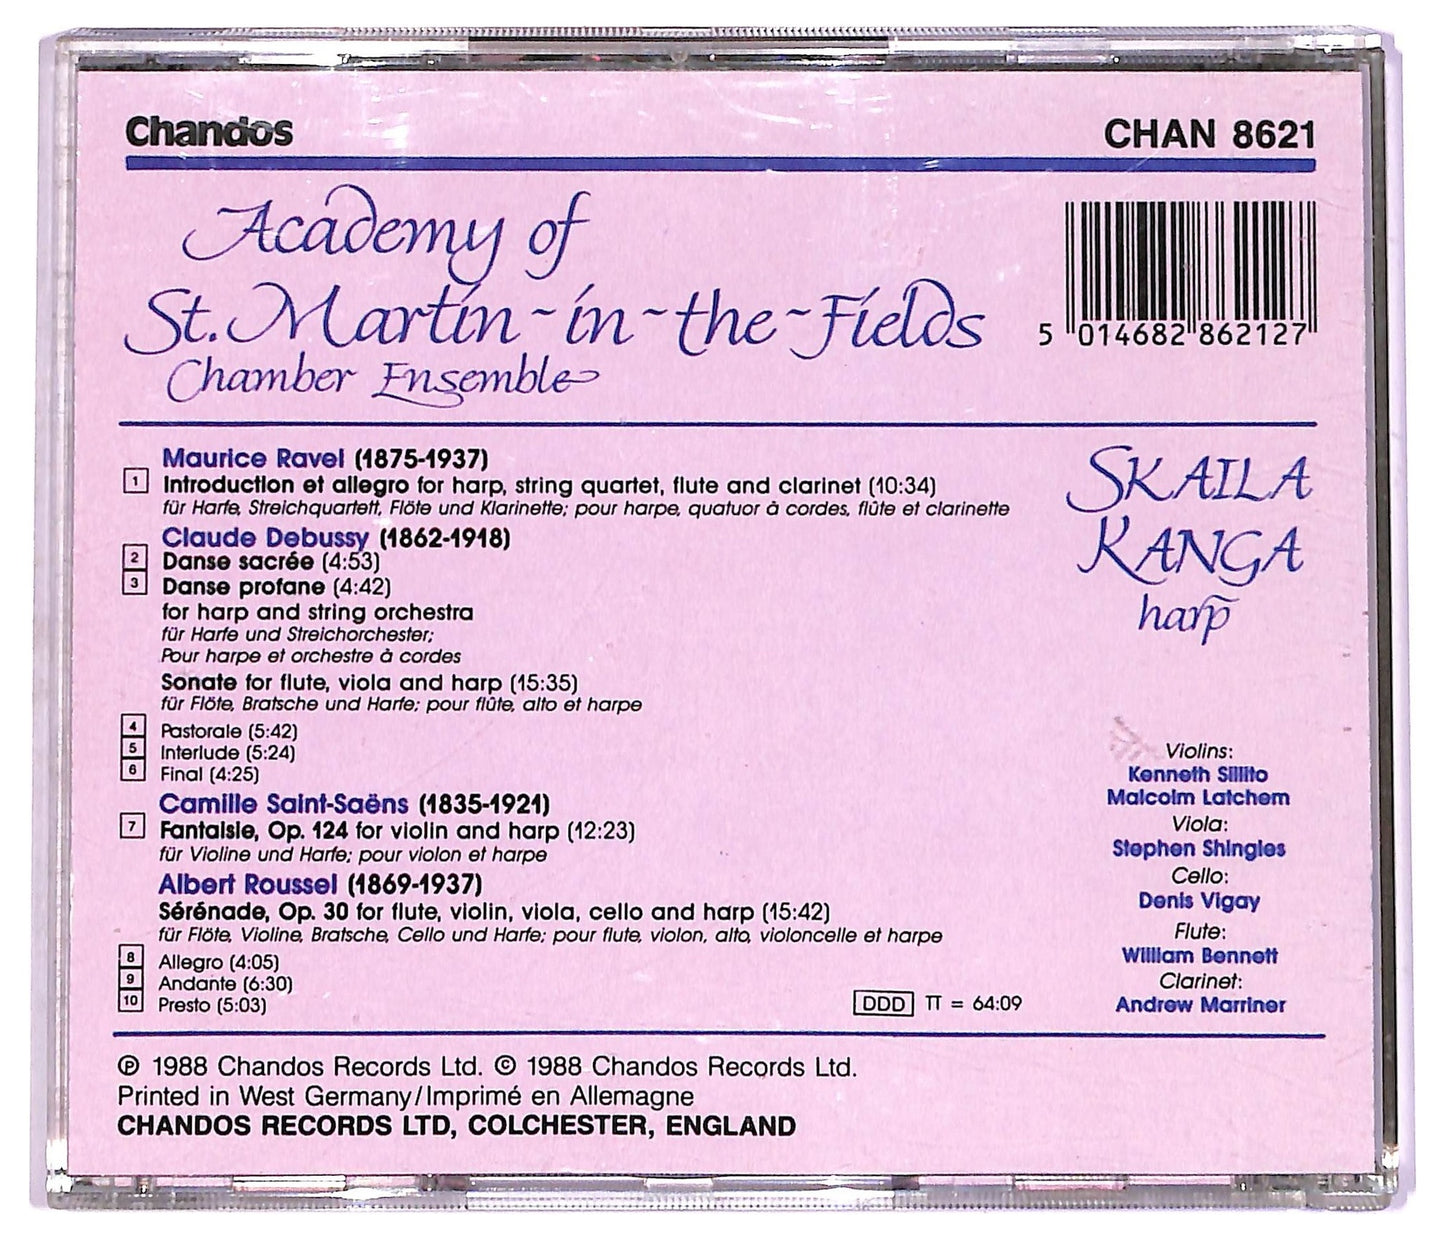 Chandos
CHAN 8621
Academy of
St. Martin~in~the~Fields
Chamber Ensemble
5 014682 862127
Maurice Ravel (1875-1937)
1 Introduction et allegro for harp, string quartet, flute and clarinet (10:34)
für Harfe, Streichquartett, Flöte und Klarinette; pour harpe, quatuor à cordes, flûte et clarinette
Claude Debussy (1862-1918)
2 Danse sacrée (4:53)
3 Danse profane (4:42)
for harp and string orchestra
für Harfe und Streichorchester;
Pour harpe et orchestre à cordes
Sonate for flute, viola and harp (15:35)
für Flöte, Bratsche und Harfe; pour flûte, alto et harpe
4 Pastorale (5:42)
5 Interlude (5:24)
6 Final (4:25)
Camille Saint-Saëns (1835-1921)
7 Fantaisie, Op. 124 for violin and harp (12:23)
für Violine und Harfe; pour violon et harpe
Albert Roussel (1869-1937)
Sérénade, Op. 30 for flute, violin, viola, cello and harp (15:42)
für Flöte, Violine, Bratsche, Cello und Harfe; pour flute, violon, alto, violoncelle et harpe
8 Allegro (4:05)
9 Andante (6:30)
10 Presto (5:03)
DDD TT = 64:09
SKAILA
KANGA
harp
Violins:
Kenneth Sillito
Malcolm Latchem
Viola:
Stephen Shingles
Cello:
Denis Vigay
Flute:
William Bennett
Clarinet:
Andrew Marriner
℗ 1988 Chandos Records Ltd. © 1988 Chandos Records Ltd.
Printed in West Germany/Imprimé en Allemagne
CHANDOS RECORDS LTD, COLCHESTER, ENGLAND